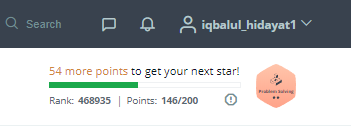 Search iqbalul_hidayat1
54 more points to get your next star!
Problem Solving
Rank: 468935 | Points: 146/200